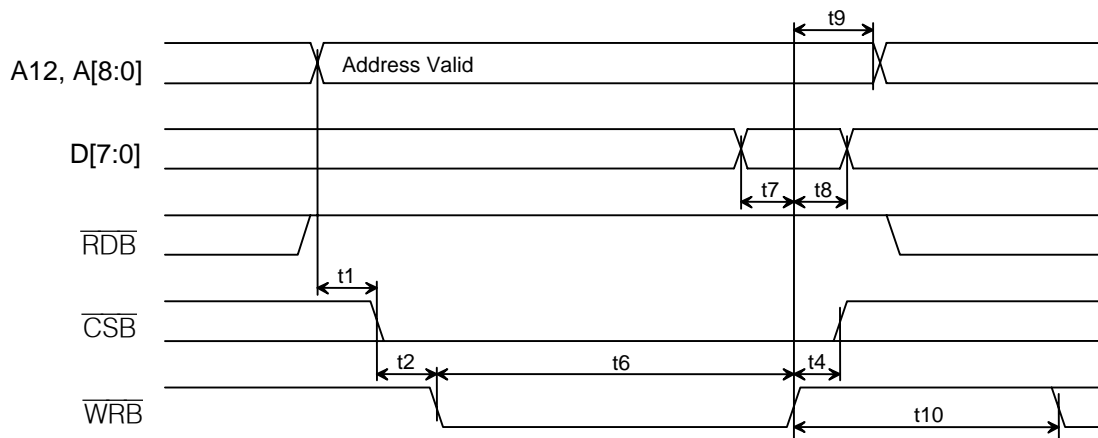 t9
A12, A[8:0]
Address Valid
D[7:0]
t7
t8
RDB
t1
CSB
t2
t6
t4
WRB
t10